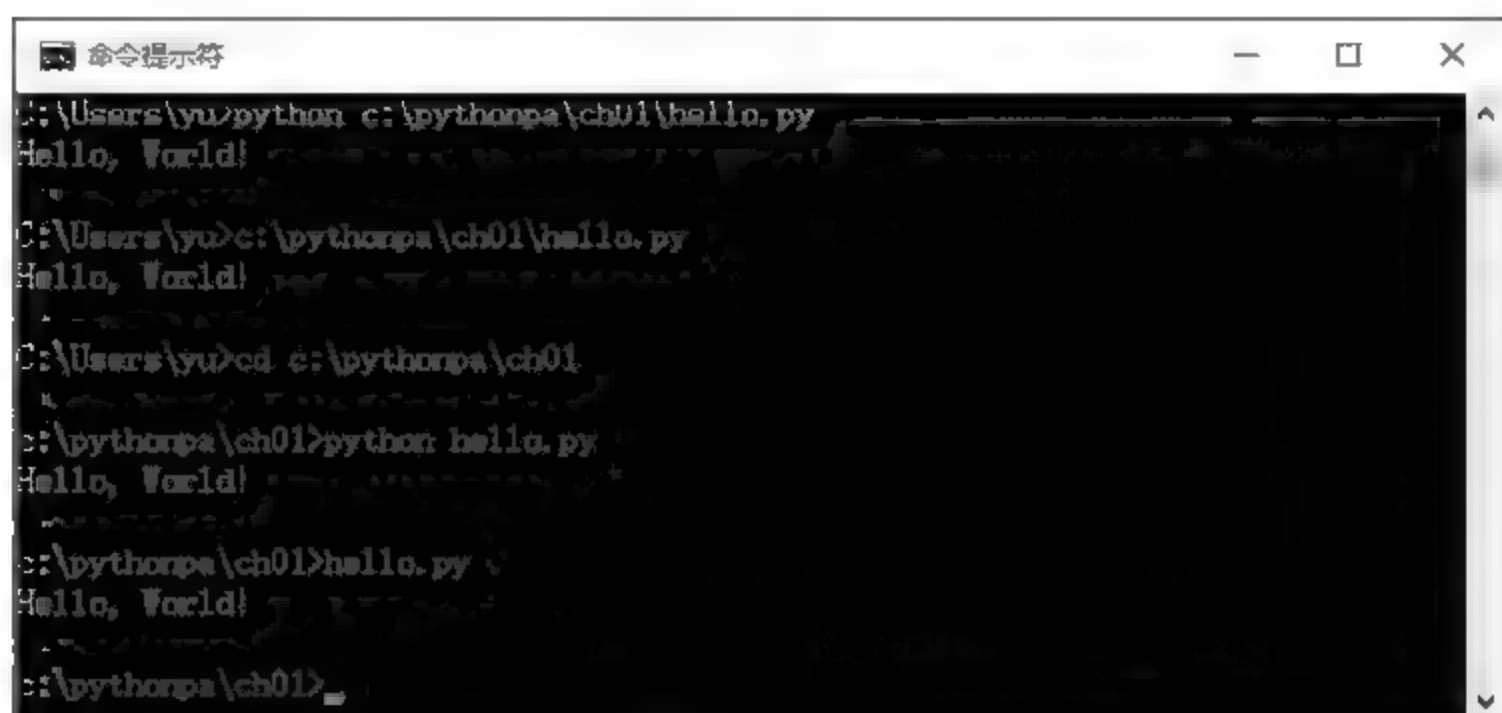 命令提示符
C:\Users\yu>python c:\pythonpa\ch01\hello.py
Hello, World!
C:\Users\yu>c:\pythonpa\ch01\hello.py
Hello, World!
C:\Users\yu>cd c:\pythonpa\ch01
c:\pythonpa\ch01>python hello.py
Hello, World!
c:\pythonpa\ch01>hello.py
Hello, World!
c:\pythonpa\ch01>_